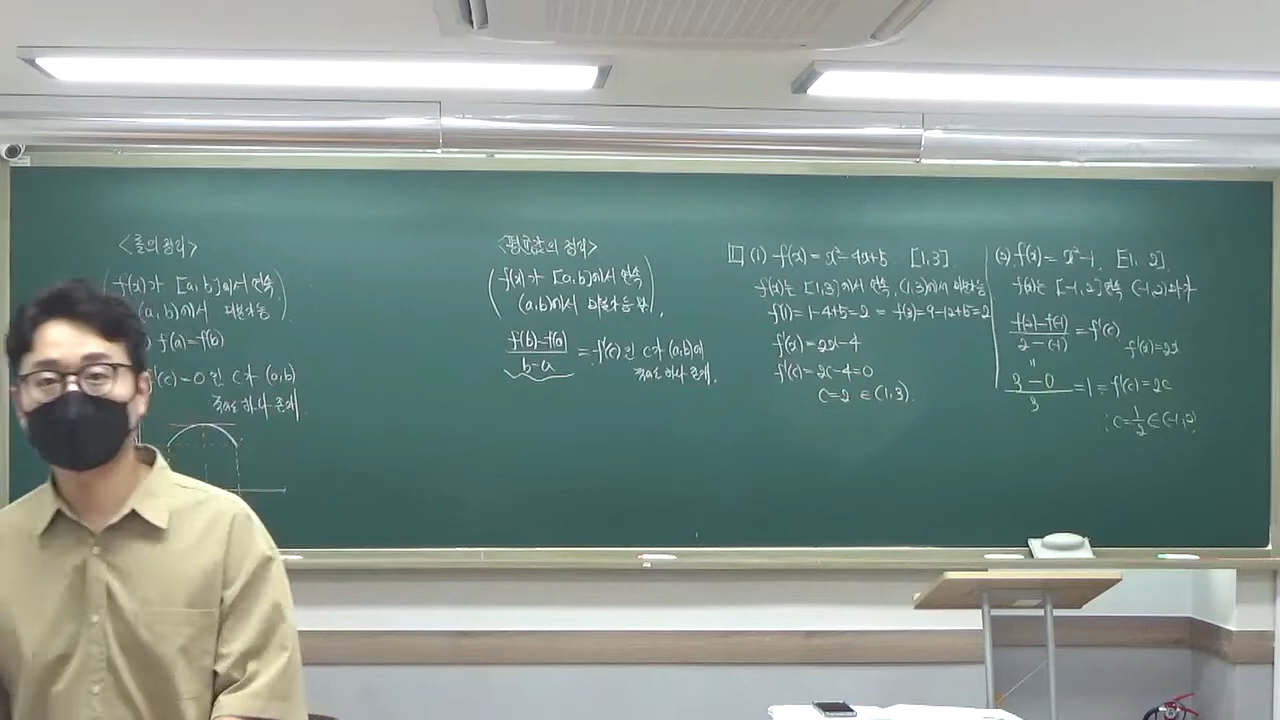 <롤의 정리>
f(x)가 [a, b]에서 연속
(a, b)에서 미분가능
f(a)=f(b)
f'(c)=0인 c가 (a,b)
적어도 하나 존재.
<평균값의 정리>
f(x)가 [a,b]에서 연속
(a,b)에서 미분가능
f(b)-f(a) / b-a = f'(c)인 c가 (a,b)에
적어도 하나 존재.
1 (1) f(x)=x²-4x+5 [1,3]
f(x)는 [1,3]에서 연속, (1,3)에서 미분가능
f(1)=1-4+5=2 = f(3)=9-12+5=2
f'(x)=2x-4
f'(c)=2c-4=0
c=2 ∈(1,3).
(2) f(x)=x²-1, [-1, 2]
f(x)는 [-1,2] 연속 (-1,2)미가
f(2)-f(-1) / 2-(-1) = f'(c)
f'(x)=2x
"
3-0 / 3 =1= f'(c)=2c
∴ c=1/2∈(-1,2)